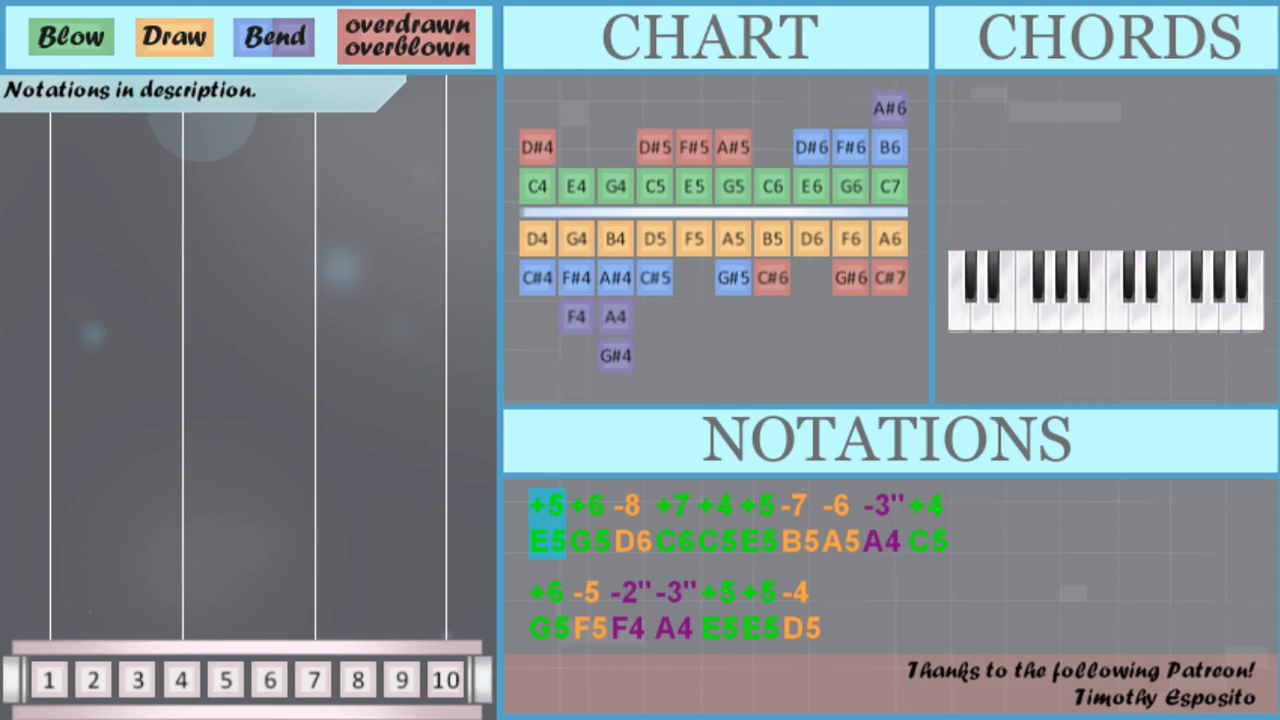 Blow Draw Bend overdrawn
overblown
Notations in description.
1 2 3 4 5 6 7 8 9 10
CHART
A#6
D#4 D#5 F#5 A#5 D#6 F#6 B6
C4 E4 G4 C5 E5 G5 C6 E6 G6 C7
D4 G4 B4 D5 F5 A5 B5 D6 F6 A6
C#4 F#4 A#4 C#5 G#5 C#6 G#6 C#7
F4 A4
G#4
CHORDS
NOTATIONS
+5 +6 -8 +7 +4 +5 -7 -6 -3" +4
E5 G5 D6 C6 C5 E5 B5 A5 A4 C5
+6 -5 -2" -3" +5 +5 -4
G5 F5 F4 A4 E5 E5 D5
Thanks to the following Patreon!
Timothy Esposito